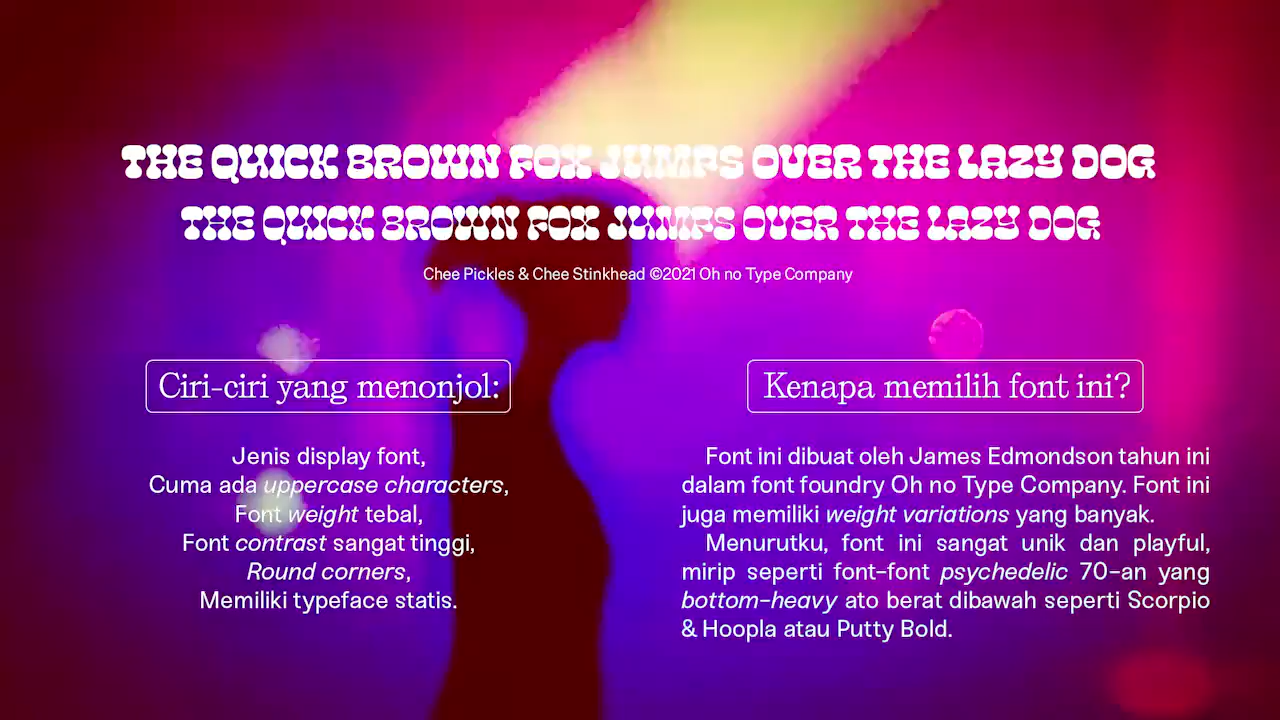 THE QUICK BROWN FOX JUMPS OVER THE LAZY DOG
THE QUICK BROWN FOX JUMPS OVER THE LAZY DOG
Chee Pickles & Chee Stinkhead ©2021 Oh no Type Company
Ciri-ciri yang menonjol:
Jenis display font,
Cuma ada uppercase characters,
Font weight tebal,
Font contrast sangat tinggi,
Round corners,
Memiliki typeface statis.
Kenapa memilih font ini?
Font ini dibuat oleh James Edmondson tahun ini
dalam font foundry Oh no Type Company. Font ini
juga memiliki weight variations yang banyak.
Menurutku, font ini sangat unik dan playful,
mirip seperti font-font psychedelic 70-an yang
bottom-heavy ato berat dibawah seperti Scorpio
& Hoopla atau Putty Bold.